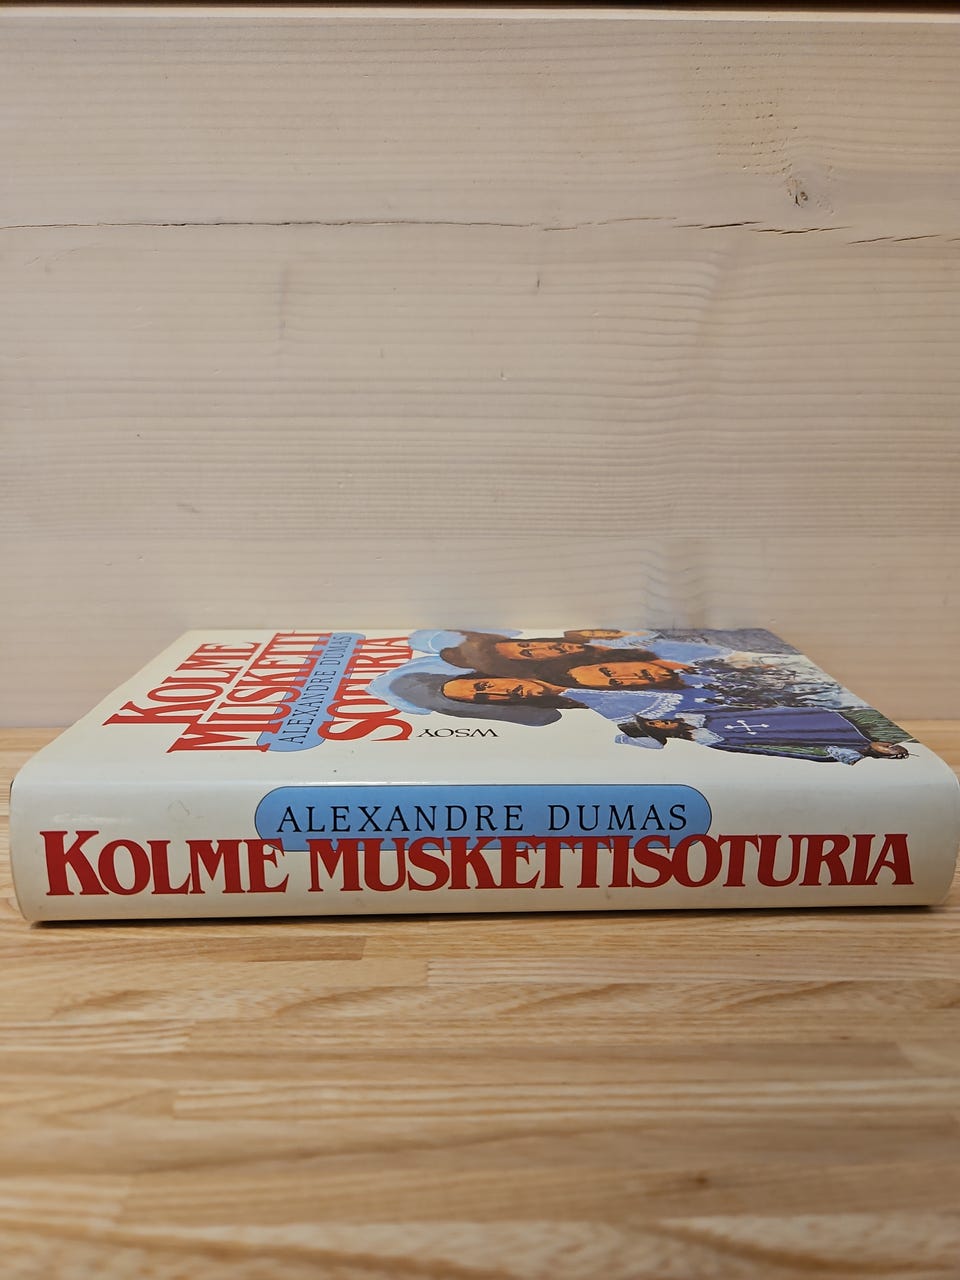 KOLME
MUSKETTI
ALEXANDRE DUMAS
SOTURIA
WSOY
ALEXANDRE DUMAS
KOLME MUSKETTISOTURIA